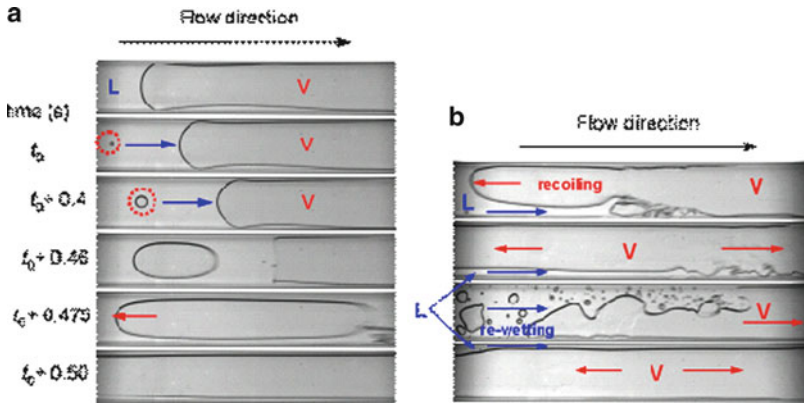 a
Flow direction
L
V
time (s)
V
t₀
V
t₀+0.4
t₀+0.46
t₀+0.473
t₀+0.50
b
Flow direction
recoiling
V
L
V
L
V
re-wetting
V